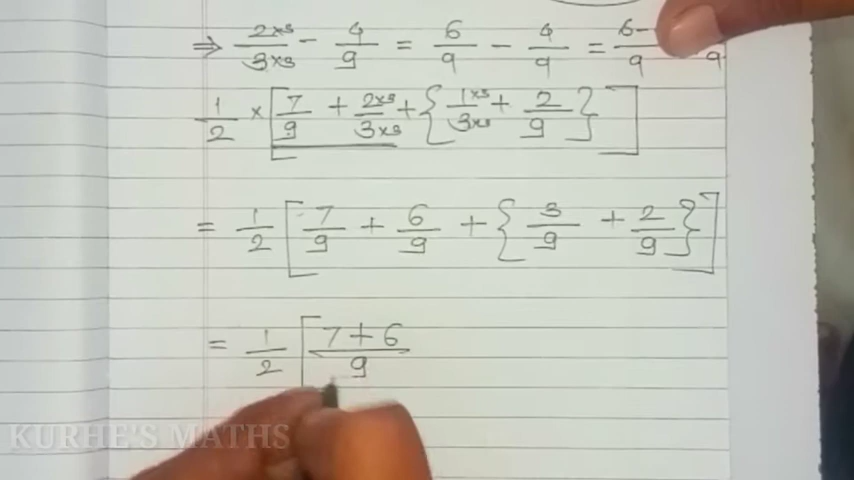 ⇒ 2×3/3×3 - 4/9 = 6/9 - 4/9 = 6-/9 9
1/2 × [7/9 + 2×3/3×3 + {1×3/3×3 + 2/9}]
= 1/2 [7/9 + 6/9 + {3/9 + 2/9}]
= 1/2 [7+6/9
KURHE'S MATHS